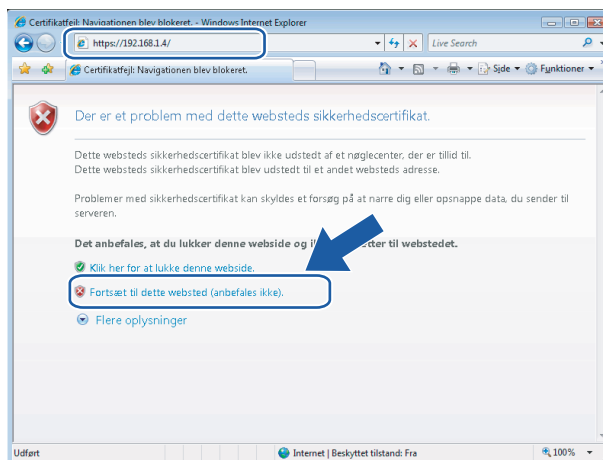 Certifikatfejl: Navigationen blev blokeret. - Windows Internet Explorer
https://192.168.1.4/
Live Search
Certifikatfejl: Navigationen blev blokeret.
Side
Funktioner
Der er et problem med dette websteds sikkerhedscertifikat.
Dette websteds sikkerhedscertifikat blev ikke udstedt af et nøglecenter, der er tillid til.
Dette websteds sikkerhedscertifikat blev udstedt til et andet websteds adresse.
Problemer med sikkerhedscertifikat kan skyldes et forsøg på at narre dig eller opsnappe data, du sender til
serveren.
Det anbefales, at du lukker denne webside og til webstedet.
Klik her for at lukke denne webside.
Fortsæt til dette websted (anbefales ikke).
Flere oplysninger
Udført
Internet | Beskyttet tilstand: Fra
100%